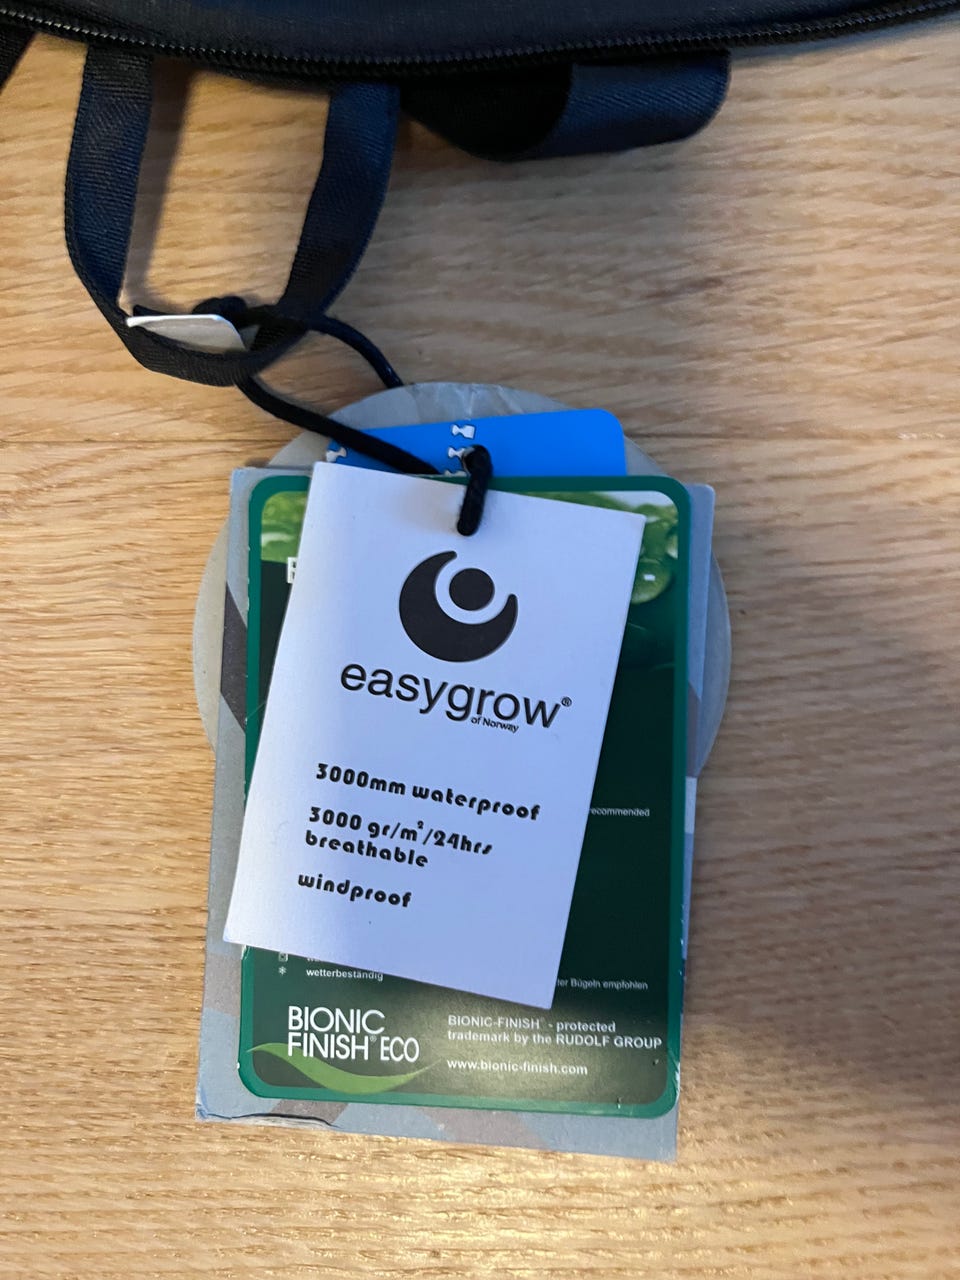 easygrow®
of Norway
3000mm waterproof
3000 gr/m²/24hrs
breathable
windproof
recommended
wetterbeständig
ter Bügeln empfohlen
BIONIC
FINISH® ECO
BIONIC-FINISH® - protected
trademark by the RUDOLF GROUP
www.bionic-finish.com